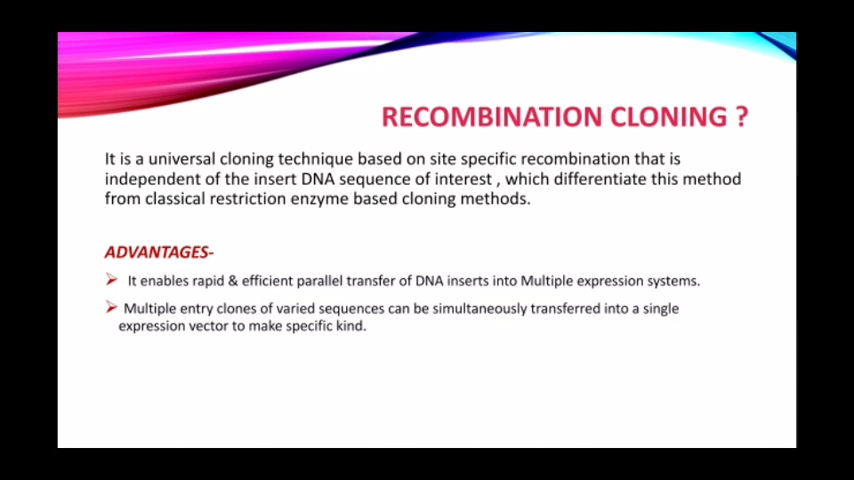 RECOMBINATION CLONING ?
It is a universal cloning technique based on site specific recombination that is
independent of the insert DNA sequence of interest , which differentiate this method
from classical restriction enzyme based cloning methods.
ADVANTAGES-
It enables rapid & efficient parallel transfer of DNA inserts into Multiple expression systems.
Multiple entry clones of varied sequences can be simultaneously transferred into a single
expression vector to make specific kind.